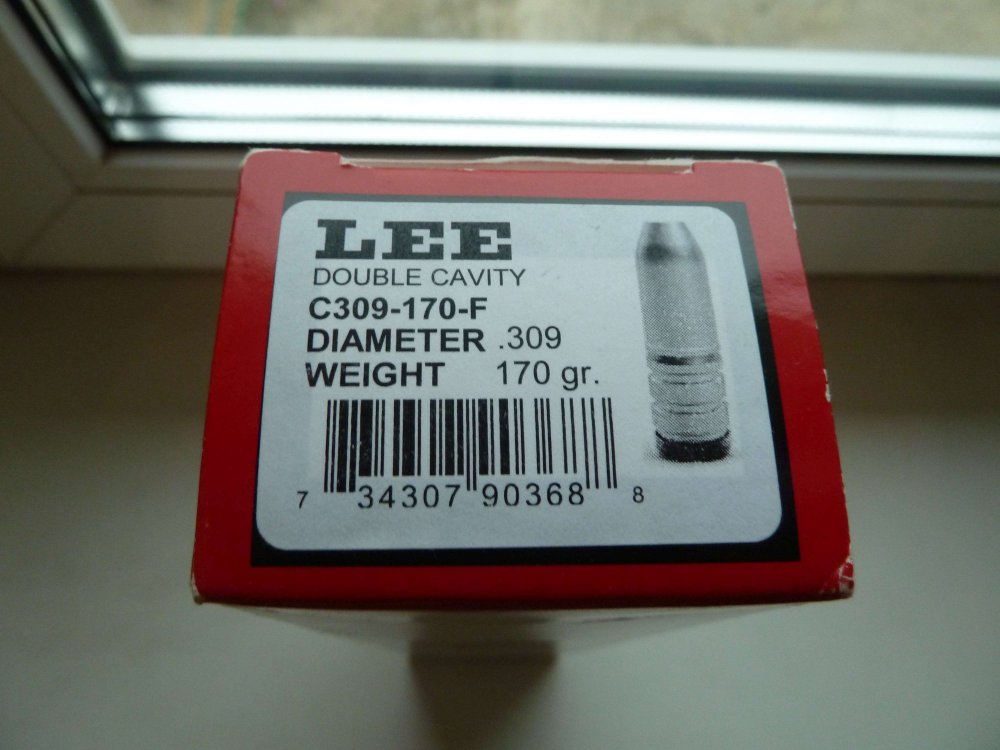 LEE
DOUBLE CAVITY
C309-170-F
DIAMETER .309
WEIGHT 170 gr.
7 34307 90368 8